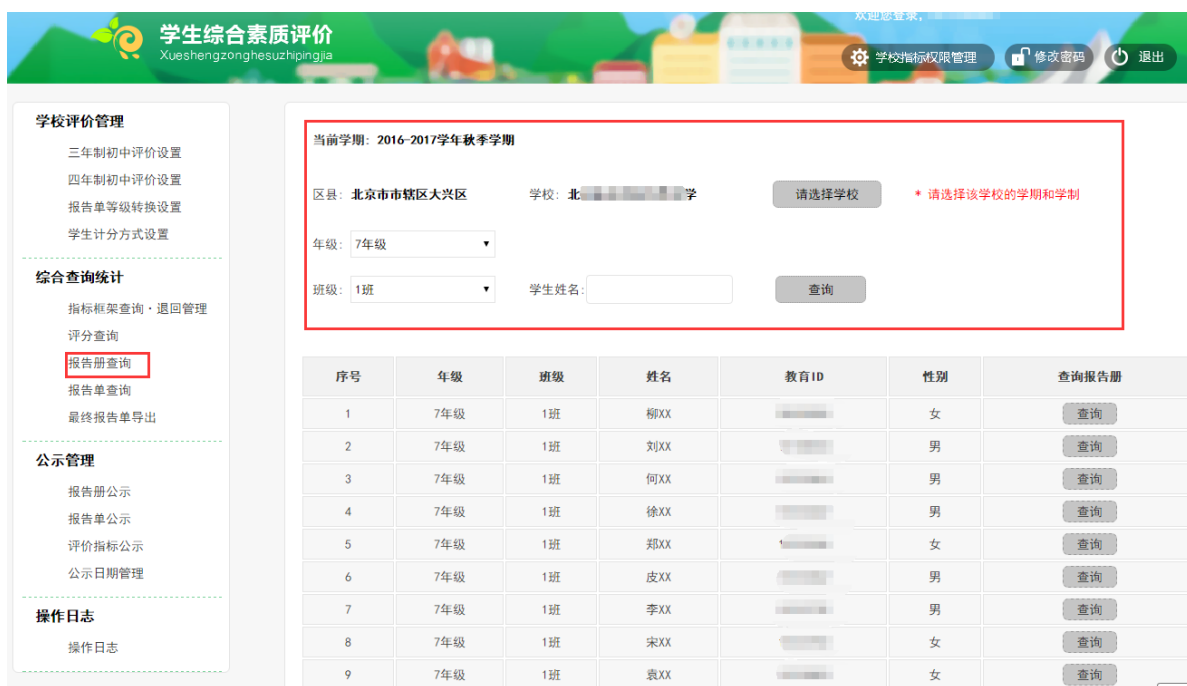 欢迎您登录，
学生综合素质评价
Xueshengzonghesuzhipingjia
学校指标权限管理 修改密码 退出
学校评价管理
三年制初中评价设置
四年制初中评价设置
报告单等级转换设置
学生计分方式设置
综合查询统计
指标框架查询·退回管理
评分查询
报告册查询
报告单查询
最终报告单导出
公示管理
报告册公示
报告单公示
评价指标公示
公示日期管理
操作日志
操作日志
当前学期: 2016-2017学年秋季学期
区县: 北京市市辖区大兴区 学校: 北 学 请选择学校 * 请选择该学校的学期和学制
年级: 7年级
班级: 1班 学生姓名: 查询
序号 年级 班级 姓名 教育ID 性别 查询报告册
1 7年级 1班 柳XX 女 查询
2 7年级 1班 刘XX 男 查询
3 7年级 1班 何XX 男 查询
4 7年级 1班 徐XX 男 查询
5 7年级 1班 郑XX 女 查询
6 7年级 1班 皮XX 男 查询
7 7年级 1班 李XX 男 查询
8 7年级 1班 宋XX 女 查询
9 7年级 1班 袁XX 女 查询